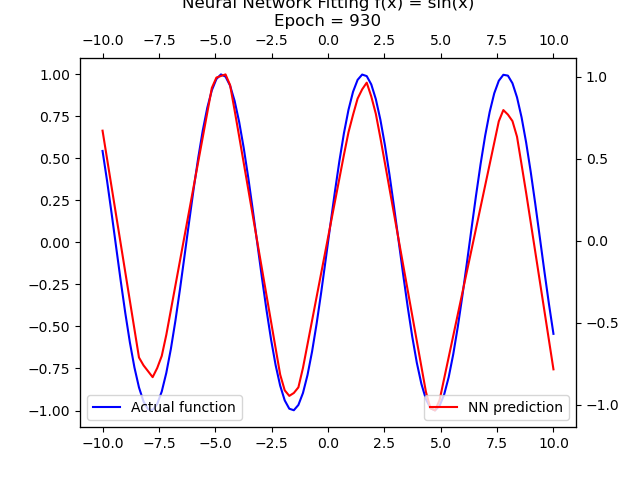 Neural Network Fitting f(x) = sin(x)
Epoch = 930
-10.0 -7.5 -5.0 -2.5 0.0 2.5 5.0 7.5 10.0
1.00
0.75
0.50
0.25
0.00
−0.25
−0.50
−0.75
−1.00
1.0
0.5
0.0
−0.5
−1.0
Actual function
NN prediction
−10.0 −7.5 −5.0 −2.5 0.0 2.5 5.0 7.5 10.0